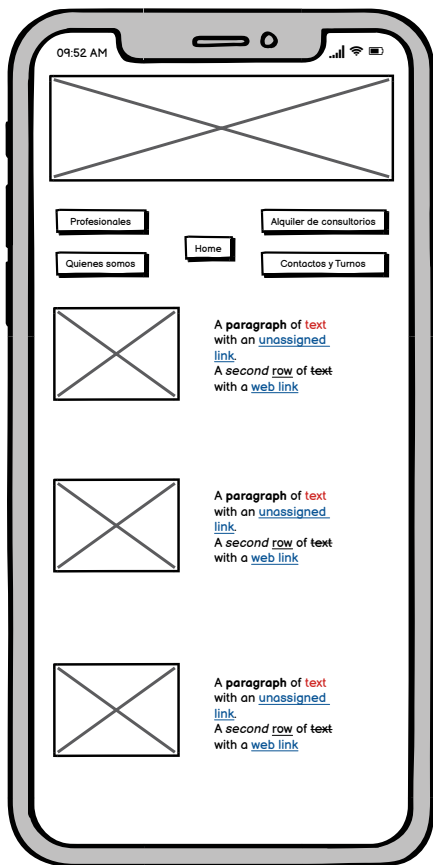 09:52 AM
Profesionales
Alquiler de consultorios
Home
Quienes somos
Contactos y Turnos
A paragraph of text
with an unassigned
link.
A second row of text
with a web link
A paragraph of text
with an unassigned
link.
A second row of text
with a web link
A paragraph of text
with an unassigned
link.
A second row of text
with a web link